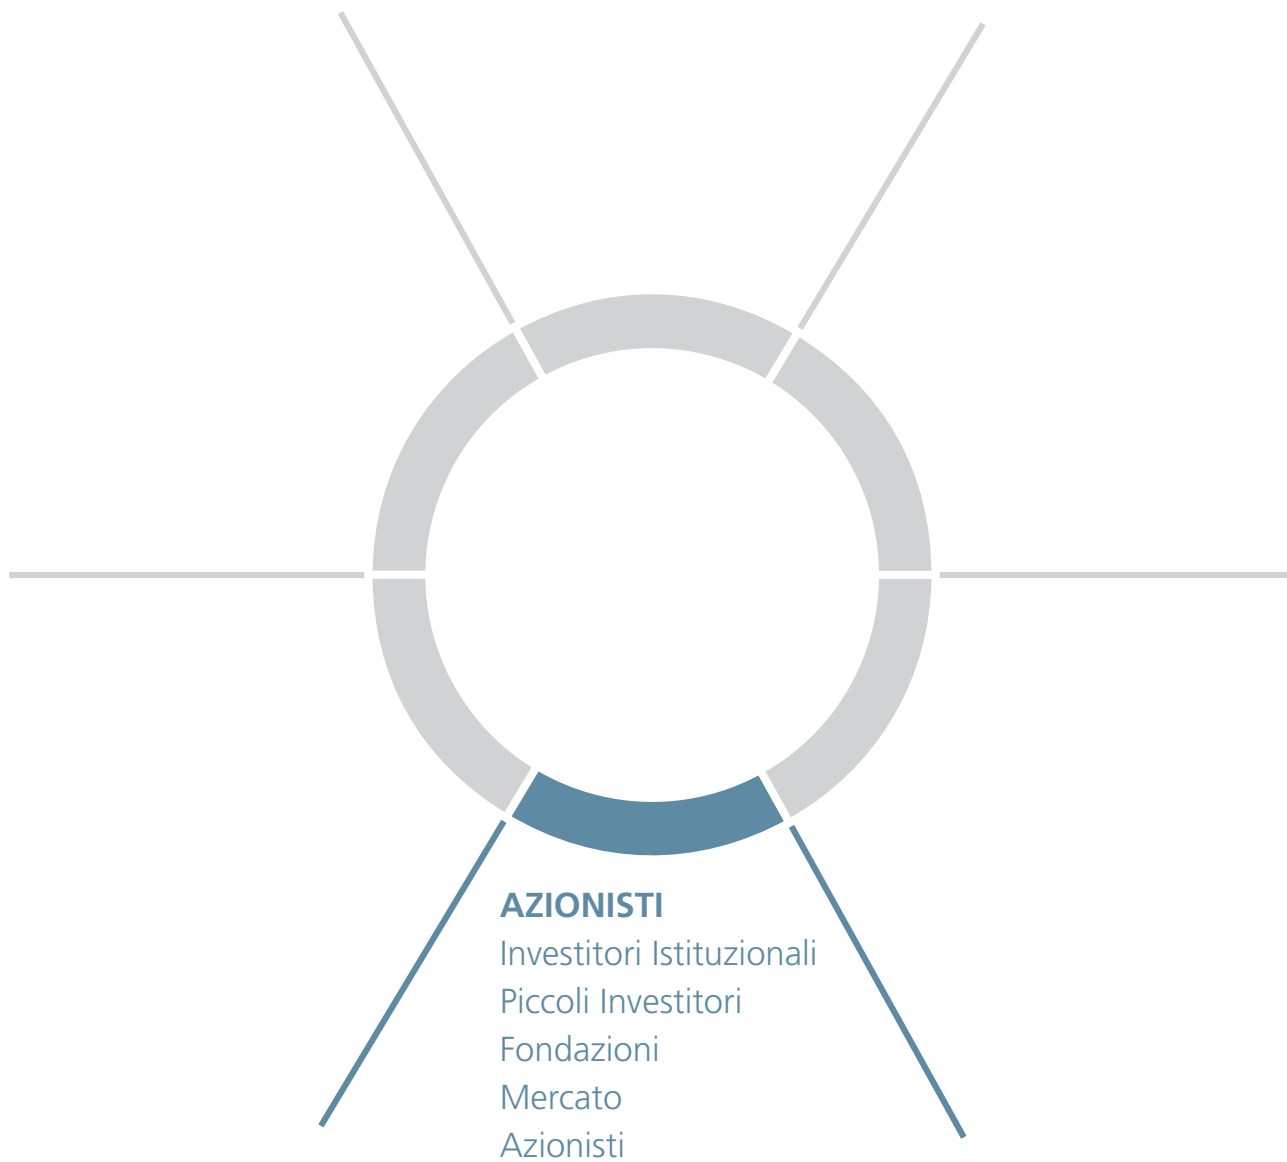 AZIONISTI
Investitori Istituzionali
Piccoli Investitori
Fondazioni
Mercato
Azionisti